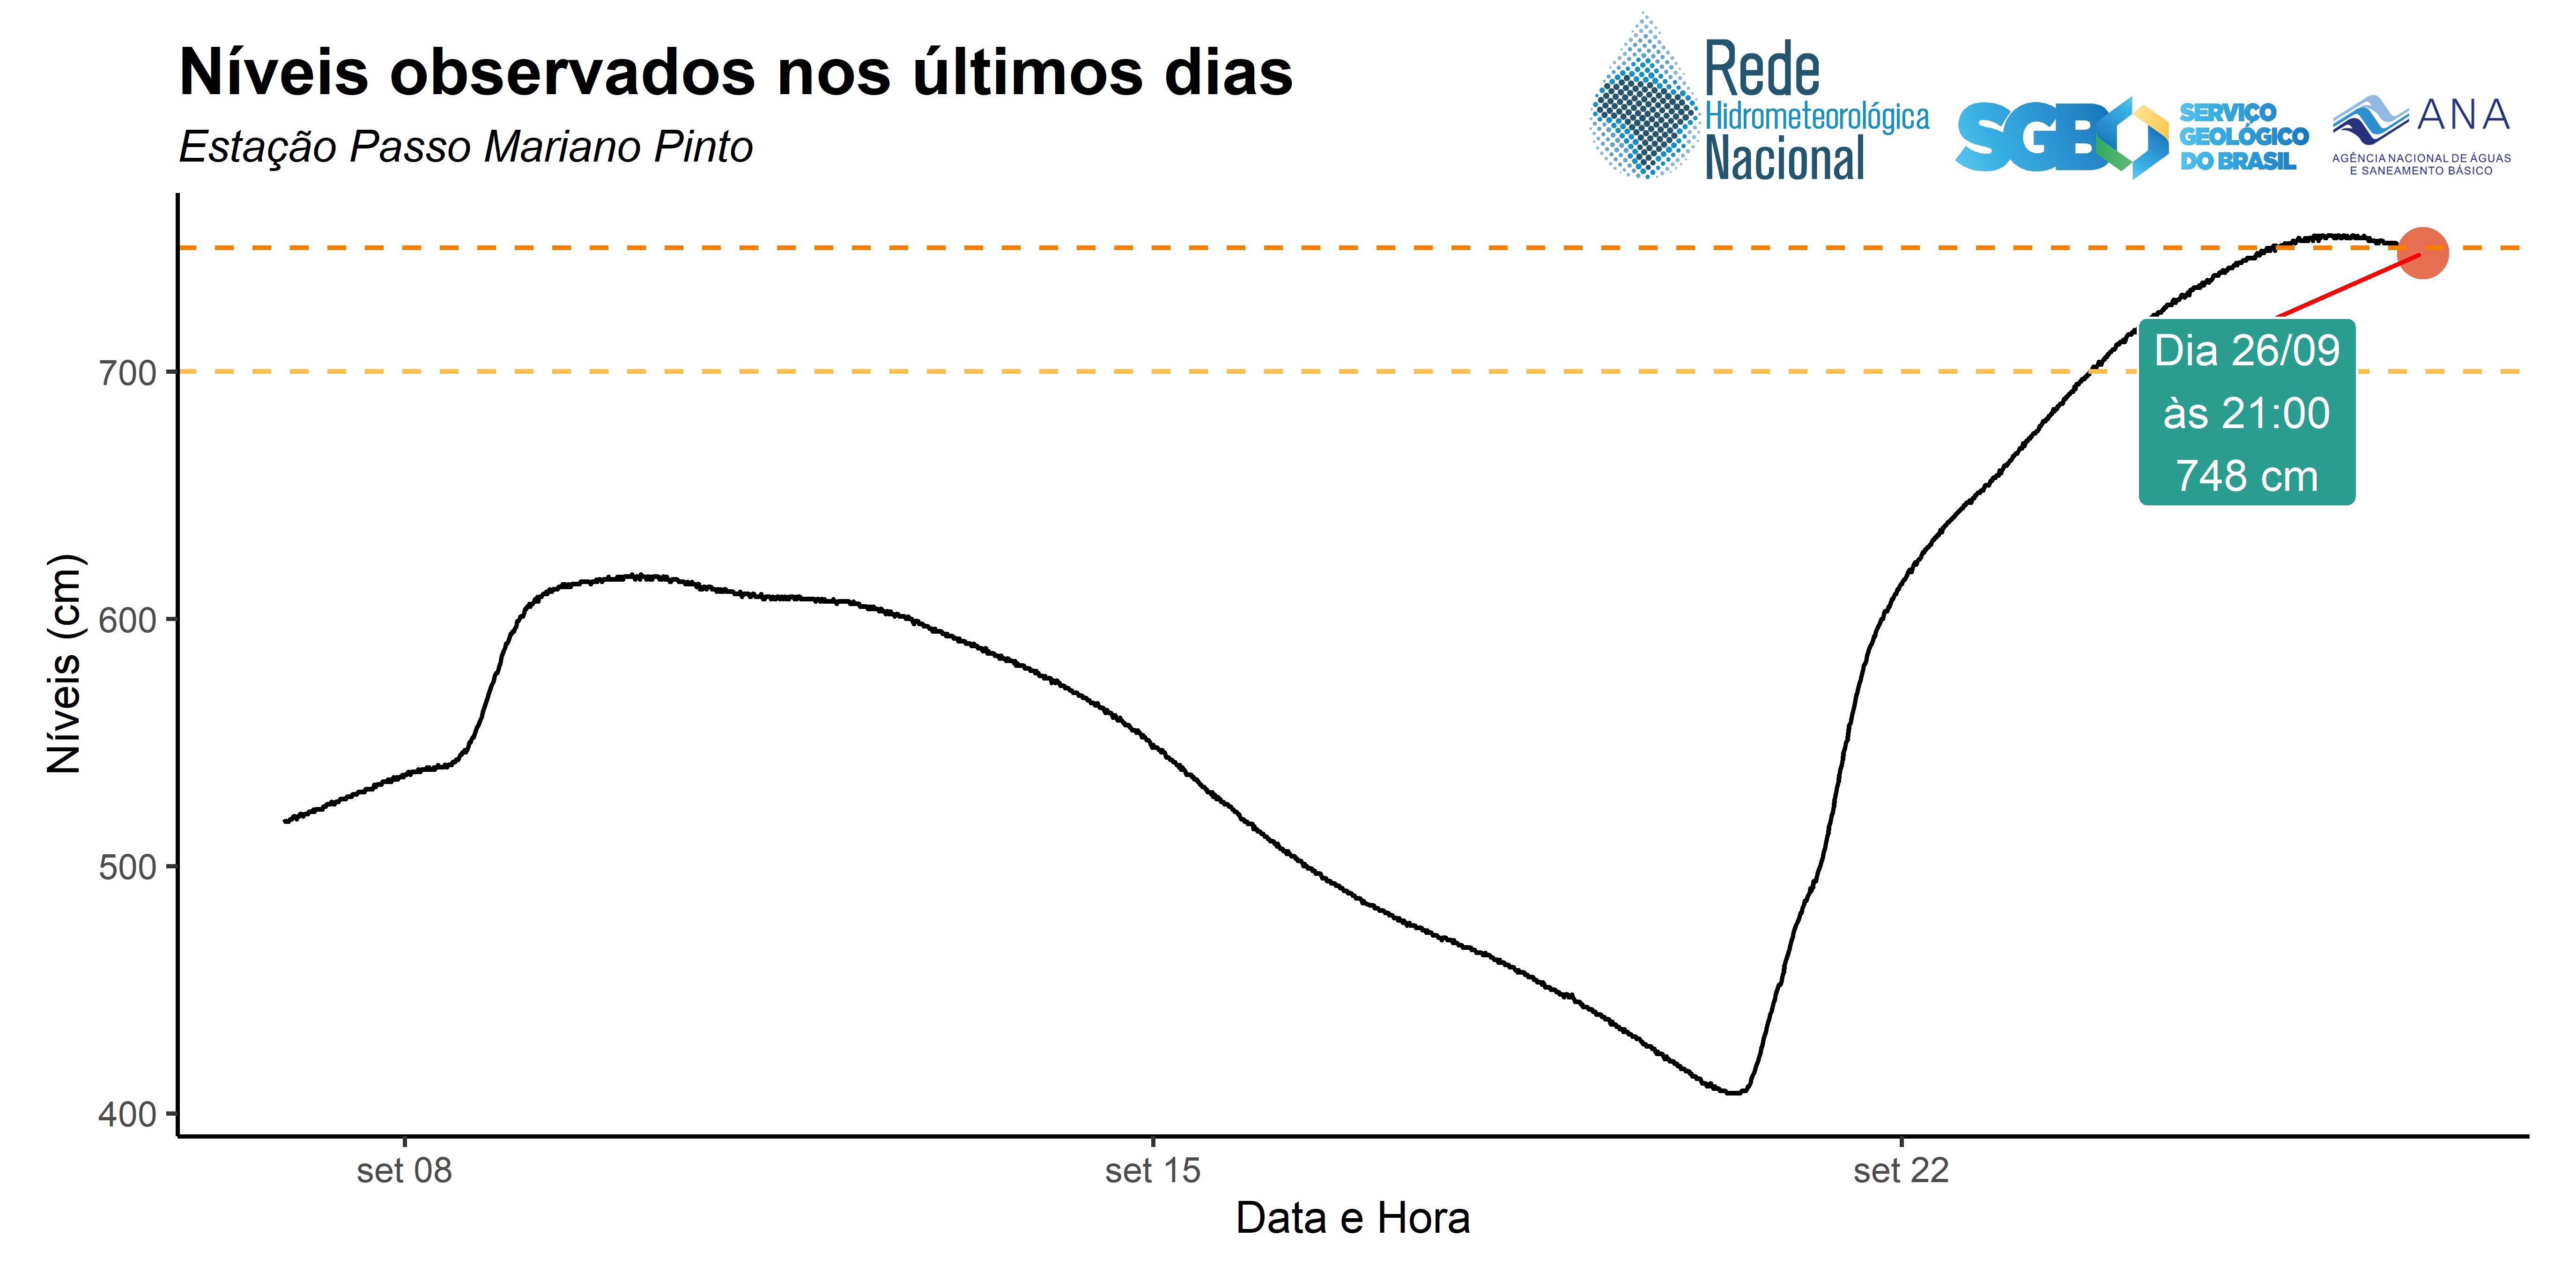 Níveis observados nos últimos dias
Estação Passo Mariano Pinto
Rede
Hidrometeorológica
Nacional
SGB
SERVIÇO
GEOLÓGICO
DO BRASIL
ANA
AGÊNCIA NACIONAL DE ÁGUAS
E SANEAMENTO BÁSICO
Níveis (cm)
700
600
500
400
Dia 26/09
às 21:00
748 cm
set 08
set 15
set 22
Data e Hora